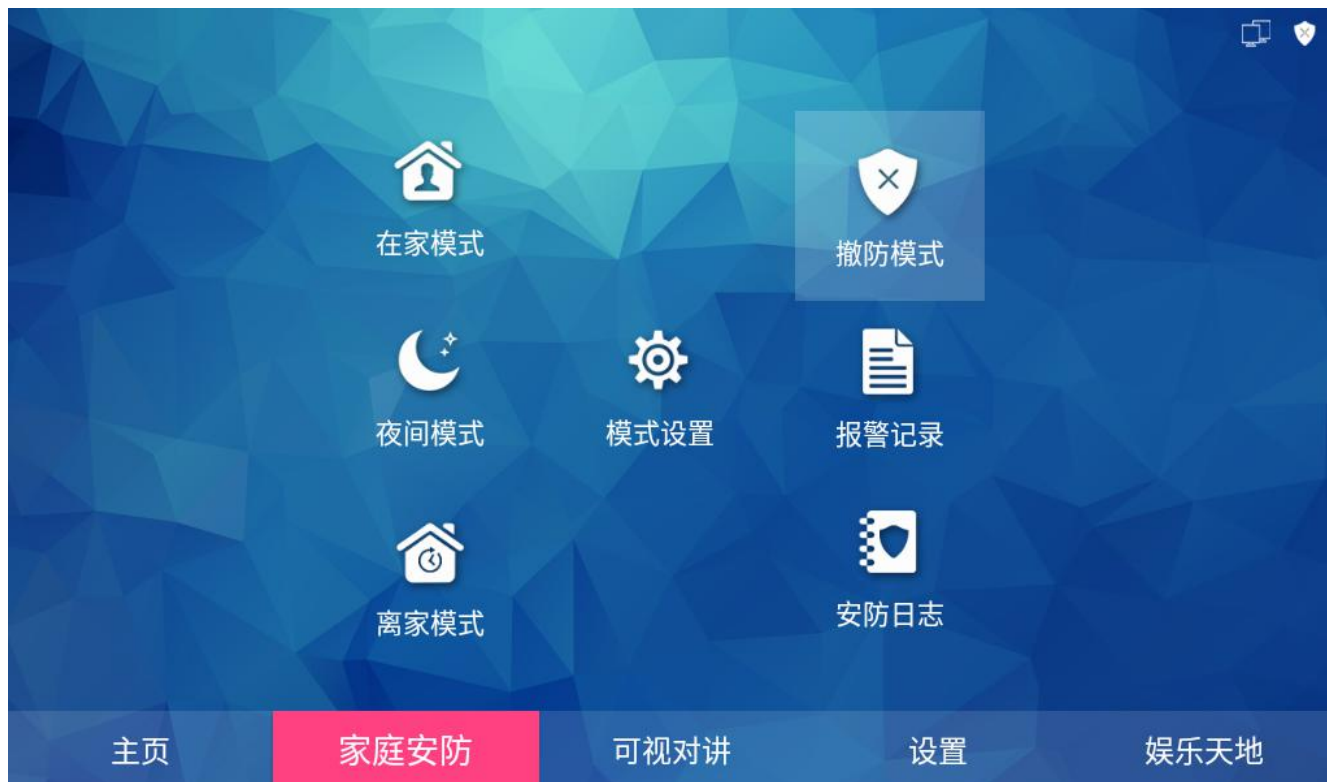 在家模式
撤防模式
夜间模式
模式设置
报警记录
离家模式
安防日志
主页
家庭安防
可视对讲
设置
娱乐天地